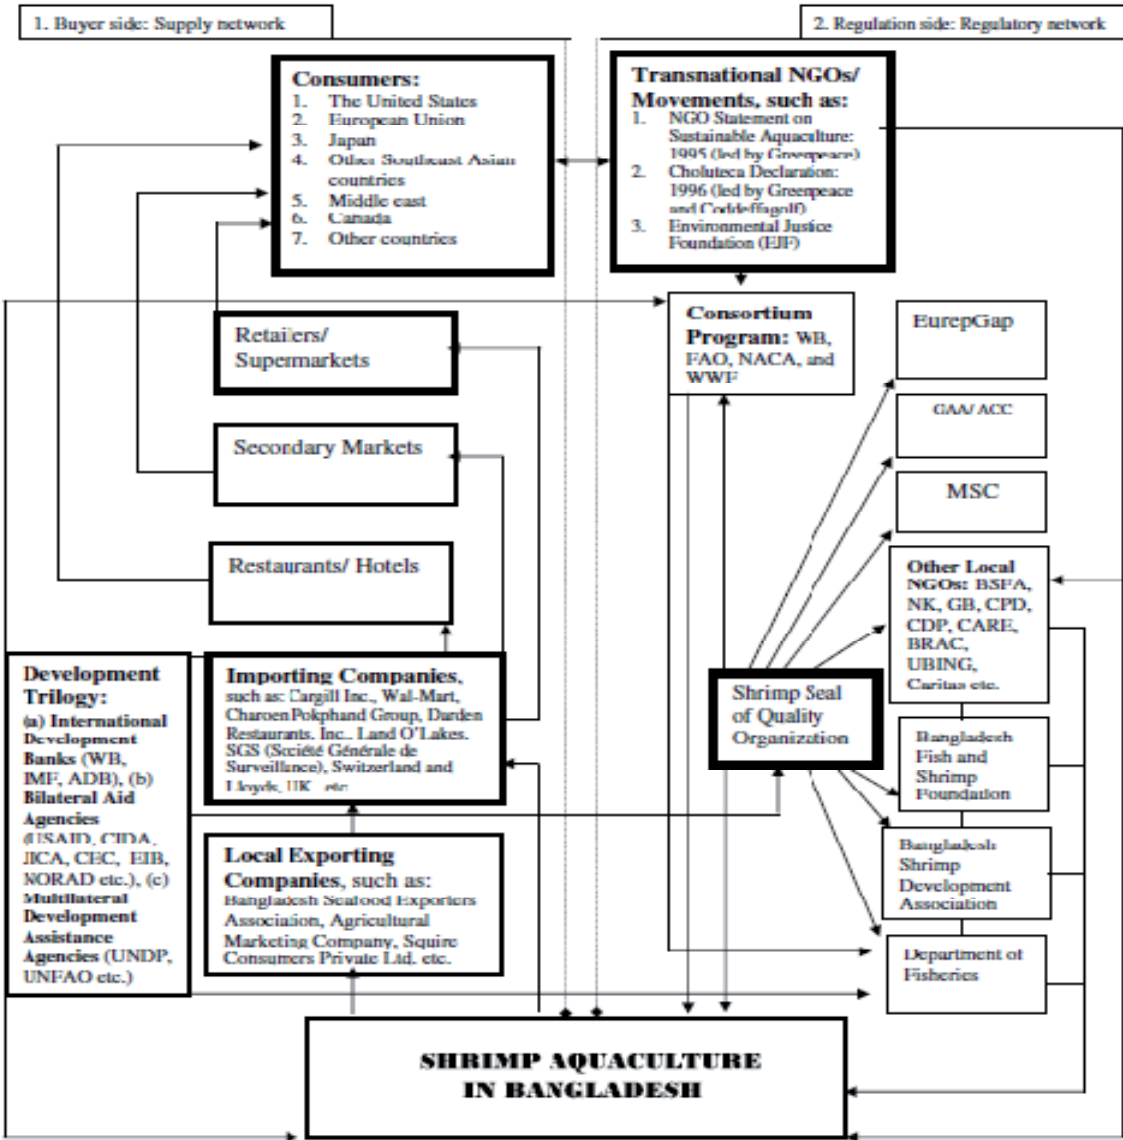 1. Buyer side: Supply network
2. Regulation side: Regulatory network
Consumers:
1. The United States
2. European Union
3. Japan
4. Other Southeast Asian
countries
5. Middle east
6. Canada
7. Other countries
Transnational NGOs/
Movements, such as:
1. NGO Statement on
Sustainable Aquaculture:
1995 (led by Greenpeace)
2. Choluteca Declaration:
1996 (led by Greenpeace
and Coddeffagolf)
3. Environmental Justice
Foundation (EJF)
Retailers/
Supermarkets
Secondary Markets
Restaurants/ Hotels
Consortium
Program: WB,
FAO, NACA, and
WWF
EurepGap
GAA/ ACC
MSC
Other Local
NGOs: BSFA,
NK, GB, CPD,
CDP, CARE,
BRAC,
UBING,
Caritas etc.
Development
Trilogy:
(a) International
Development
Banks (WB,
IMF, ADB), (b)
Bilateral Aid
Agencies
(USAID, CIDA,
JICA, CEC, EIB,
NORAD etc.), (c)
Multilateral
Development
Assistance
Agencies (UNDP,
UNFAO etc.)
Importing Companies,
such as: Cargill Inc., Wal-Mart,
Charoen Pokphand Group, Darden
Restaurants, Inc., Land O'Lakes,
SGS (Société Générale de
Surveillance), Switzerland and
Lloyds, UK etc
Local Exporting
Companies, such as:
Bangladesh Seafood Exporters
Association, Agricultural
Marketing Company, Squire
Consumers Private Ltd. etc.
Shrimp Seal
of Quality
Organization
Bangladesh
Fish and
Shrimp
Foundation
Bangladesh
Shrimp
Development
Association
Department of
Fisheries
SHRIMP AQUACULTURE
IN BANGLADESH